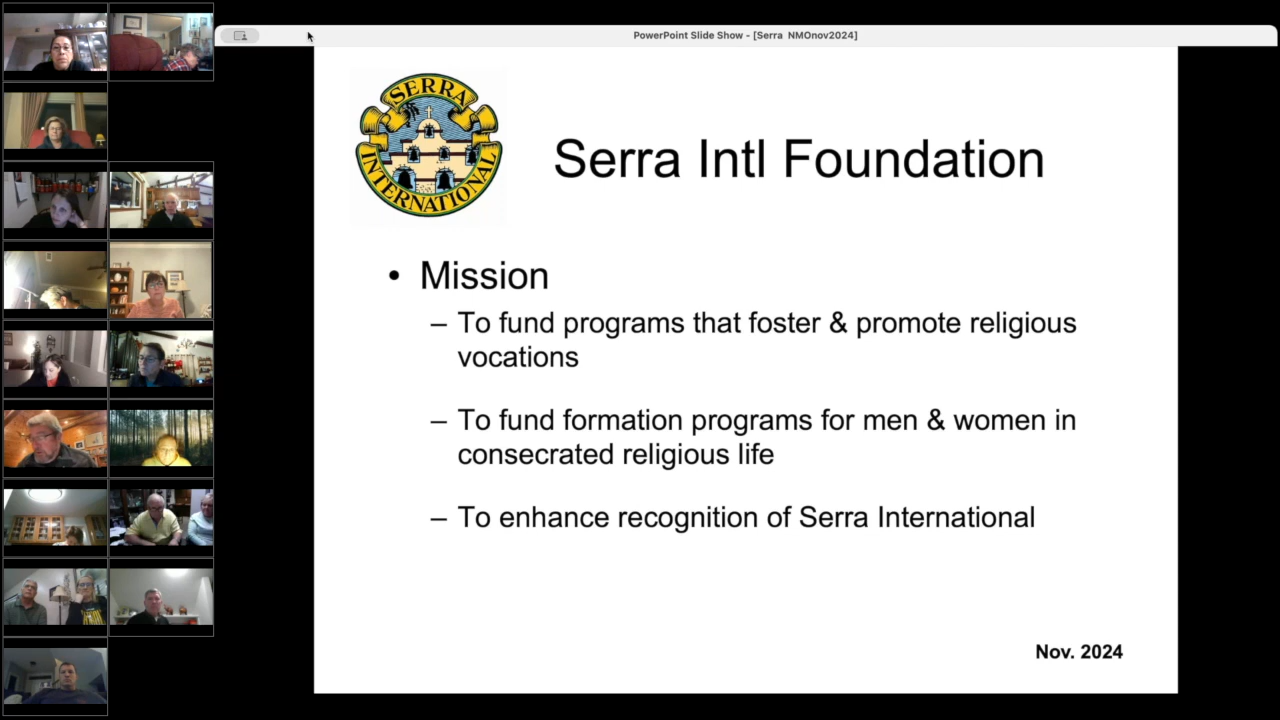 PowerPoint Slide Show - [Serra  NMOnov2024]
SERRA
INTERNATIONAL
Serra Intl Foundation
• Mission
– To fund programs that foster & promote religious
vocations
– To fund formation programs for men & women in
consecrated religious life
– To enhance recognition of Serra International
Nov. 2024